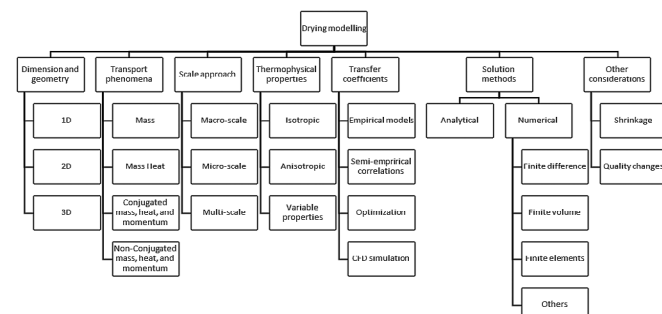 Drying modelling
Dimension and
geometry
Transport
phenomena
Scale approach
Thermophysical
properties
Transfer
coefficients
Solution
methods
Other
considerations
1D
Mass
Macro-scale
Isotropic
Empirical models
Analytical
Numerical
Shrinkage
2D
Mass Heat
Micro-scale
Anisotropic
Semi-emprirical
correlations
Finite difference
Quality changes
3D
Conjugated
mass, heat, and
momentum
Multi-scale
Variable
properties
Optimization
Finite volume
Non-Conjugated
mass, heat, and
momentum
CFD simulation
Finite elements
Others